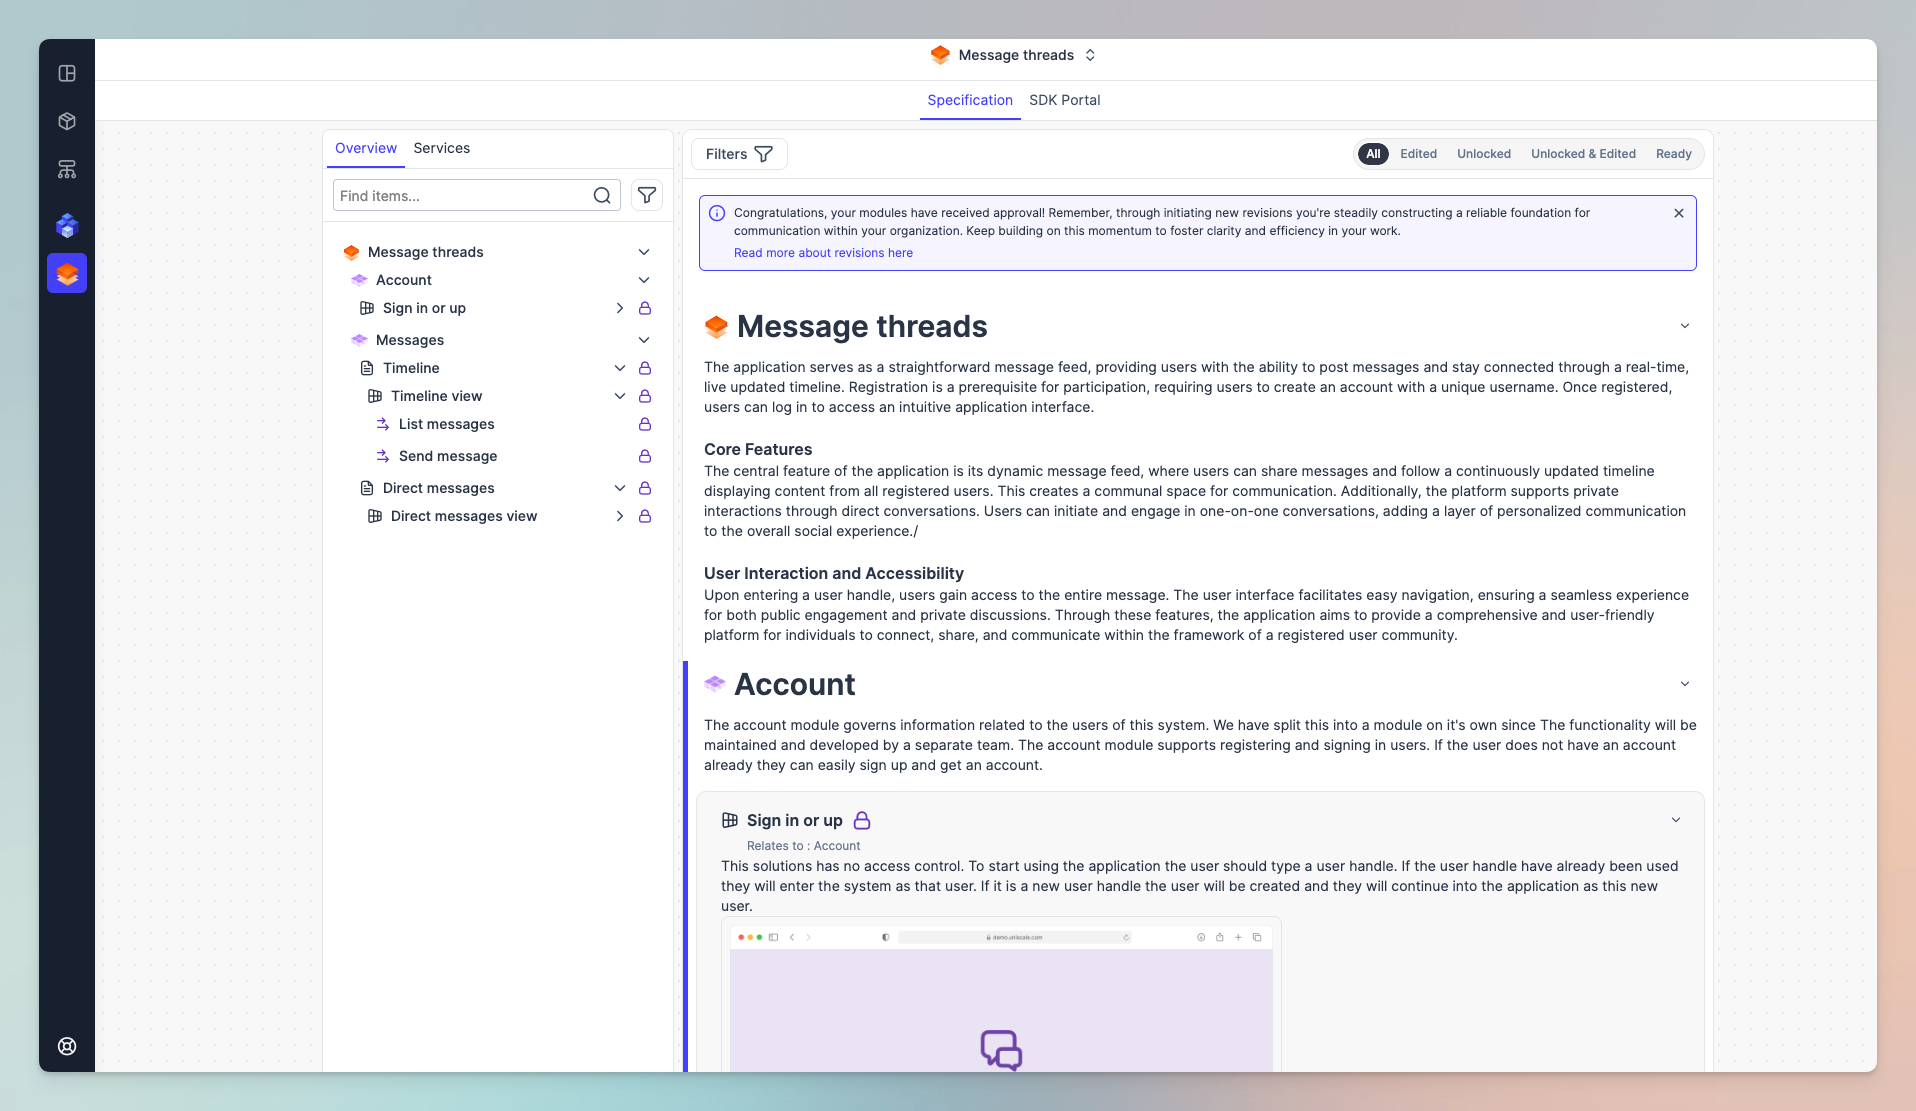 Message threads
Specification
SDK Portal
Overview
Services
Find items...
Message threads
Account
Sign in or up
Messages
Timeline
Timeline view
List messages
Send message
Direct messages
Direct messages view
Filters
All
Edited
Unlocked
Unlocked & Edited
Ready
Congratulations, your modules have received approval! Remember, through initiating new revisions you're steadily constructing a reliable foundation for
communication within your organization. Keep building on this momentum to foster clarity and efficiency in your work.
Read more about revisions here
Message threads
The application serves as a straightforward message feed, providing users with the ability to post messages and stay connected through a real-time,
live updated timeline. Registration is a prerequisite for participation, requiring users to create an account with a unique username. Once registered,
users can log in to access an intuitive application interface.
Core Features
The central feature of the application is its dynamic message feed, where users can share messages and follow a continuously updated timeline
displaying content from all registered users. This creates a communal space for communication. Additionally, the platform supports private
interactions through direct conversations. Users can initiate and engage in one-on-one conversations, adding a layer of personalized communication
to the overall social experience./
User Interaction and Accessibility
Upon entering a user handle, users gain access to the entire message. The user interface facilitates easy navigation, ensuring a seamless experience
for both public engagement and private discussions. Through these features, the application aims to provide a comprehensive and user-friendly
platform for individuals to connect, share, and communicate within the framework of a registered user community.
Account
The account module governs information related to the users of this system. We have split this into a module on it's own since The functionality will be
maintained and developed by a separate team. The account module supports registering and signing in users. If the user does not have an account
already they can easily sign up and get an account.
Sign in or up
Relates to : Account
This solutions has no access control. To start using the application the user should type a user handle. If the user handle have already been used
they will enter the system as that user. If it is a new user handle the user will be created and they will continue into the application as this new
user.
demo.uniscale.com